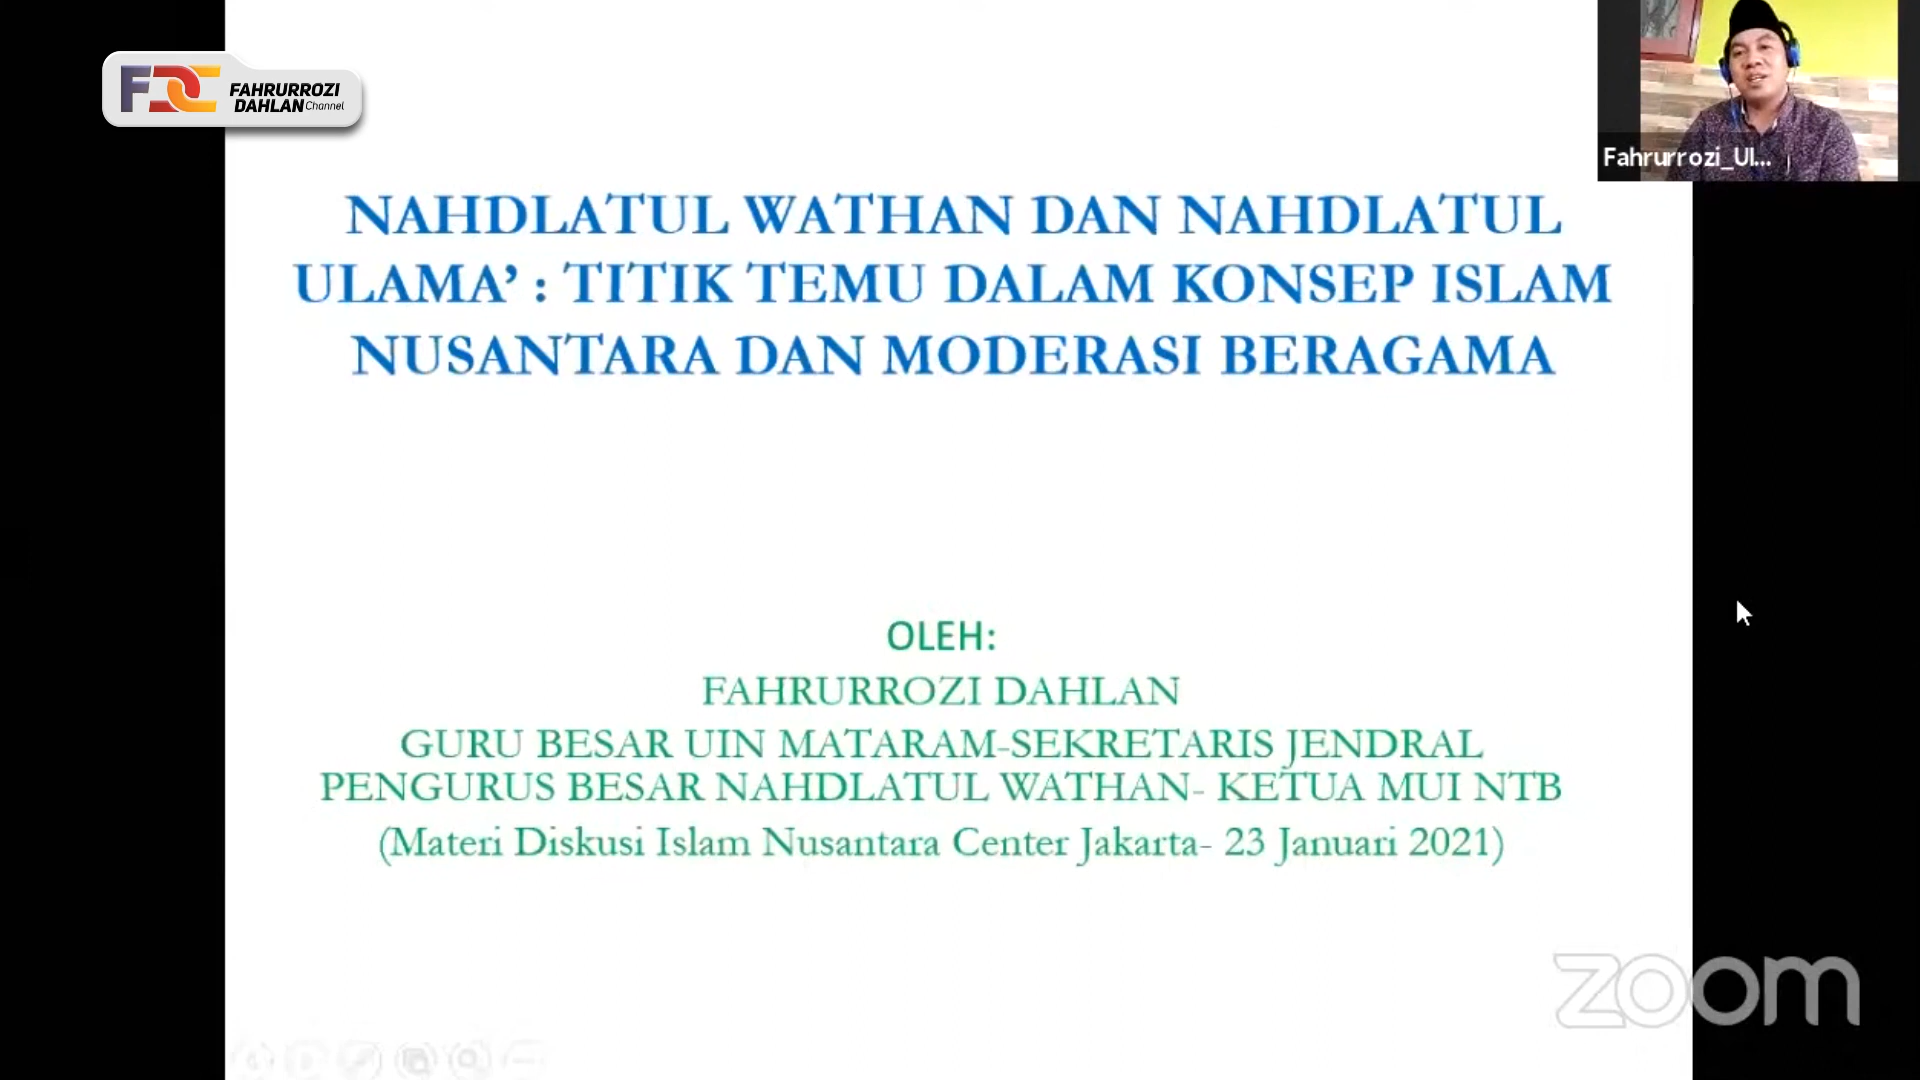 FDC
FAHRURROZI
DAHLAN Channel
Fahrurrozi_UI...
NAHDLATUL WATHAN DAN NAHDLATUL
ULAMA’ : TITIK TEMU DALAM KONSEP ISLAM
NUSANTARA DAN MODERASI BERAGAMA
OLEH:
FAHRURROZI DAHLAN
GURU BESAR UIN MATARAM-SEKRETARIS JENDRAL
PENGURUS BESAR NAHDLATUL WATHAN- KETUA MUI NTB
(Materi Diskusi Islam Nusantara Center Jakarta- 23 Januari 2021)
zoom